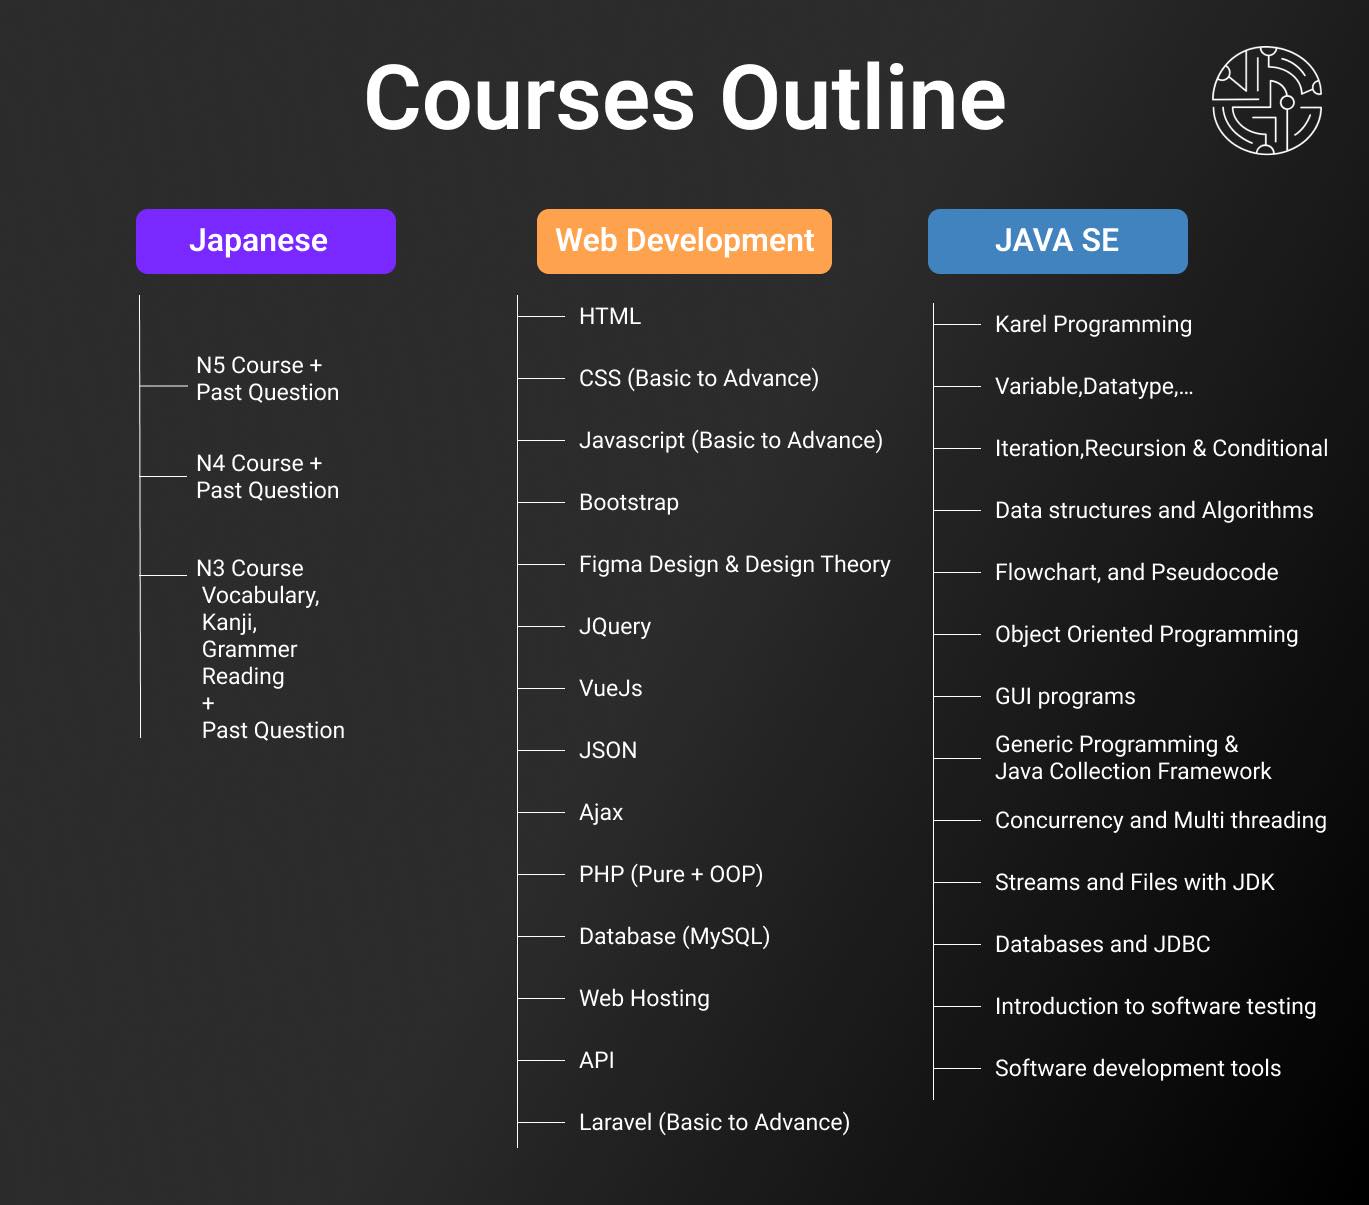 Courses Outline
Japanese
N5 Course +
Past Question
N4 Course +
Past Question
N3 Course
Vocabulary,
Kanji,
Grammer
Reading
+
Past Question
Web Development
HTML
CSS (Basic to Advance)
Javascript (Basic to Advance)
Bootstrap
Figma Design & Design Theory
JQuery
VueJs
JSON
Ajax
PHP (Pure + OOP)
Database (MySQL)
Web Hosting
API
Laravel (Basic to Advance)
JAVA SE
Karel Programming
Variable,Datatype,...
Iteration,Recursion & Conditional
Data structures and Algorithms
Flowchart, and Pseudocode
Object Oriented Programming
GUI programs
Generic Programming &
Java Collection Framework
Concurrency and Multi threading
Streams and Files with JDK
Databases and JDBC
Introduction to software testing
Software development tools